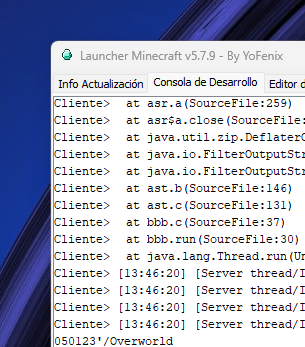 Launcher Minecraft v5.7.9 - By YoFenix
Info Actualización Consola de Desarrollo Editor d
Cliente> at asr.a(SourceFile:259)
Cliente> at asr$a.close(SourceFile:
Cliente> at java.util.zip.DeflaterO
Cliente> at java.io.FilterOutputStr
Cliente> at java.io.FilterOutputStr
Cliente> at ast.b(SourceFile:146)
Cliente> at ast.c(SourceFile:131)
Cliente> at bbb.c(SourceFile:37)
Cliente> at bbb.run(SourceFile:30)
Cliente> at java.lang.Thread.run(Un
Cliente> [13:46:20] [Server thread/I
Cliente> [13:46:20] [Server thread/I
Cliente> [13:46:20] [Server thread/I
Cliente> [13:46:20] [Server thread/I
050123'/Overworld